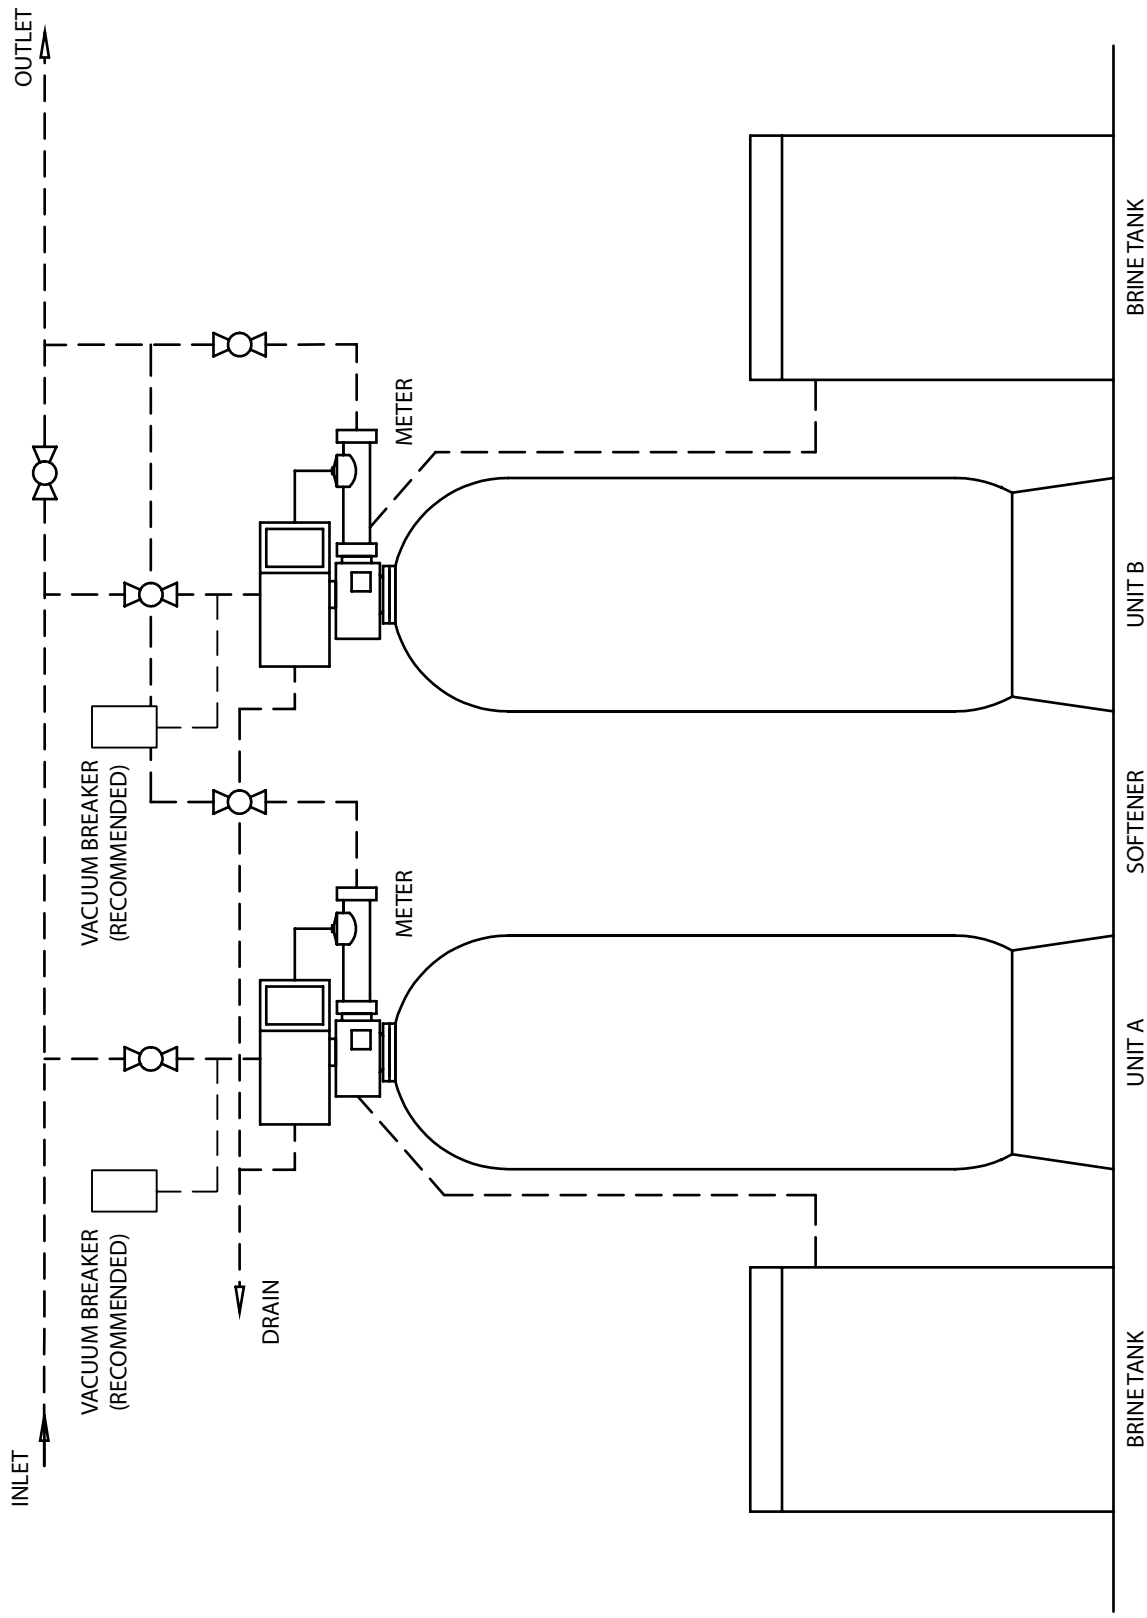 INLET
OUTLET
VACUUM BREAKER
(RECOMMENDED)
VACUUM BREAKER
(RECOMMENDED)
DRAIN
METER
METER
BRINE TANK
UNIT A
SOFTENER
UNIT B
BRINE TANK